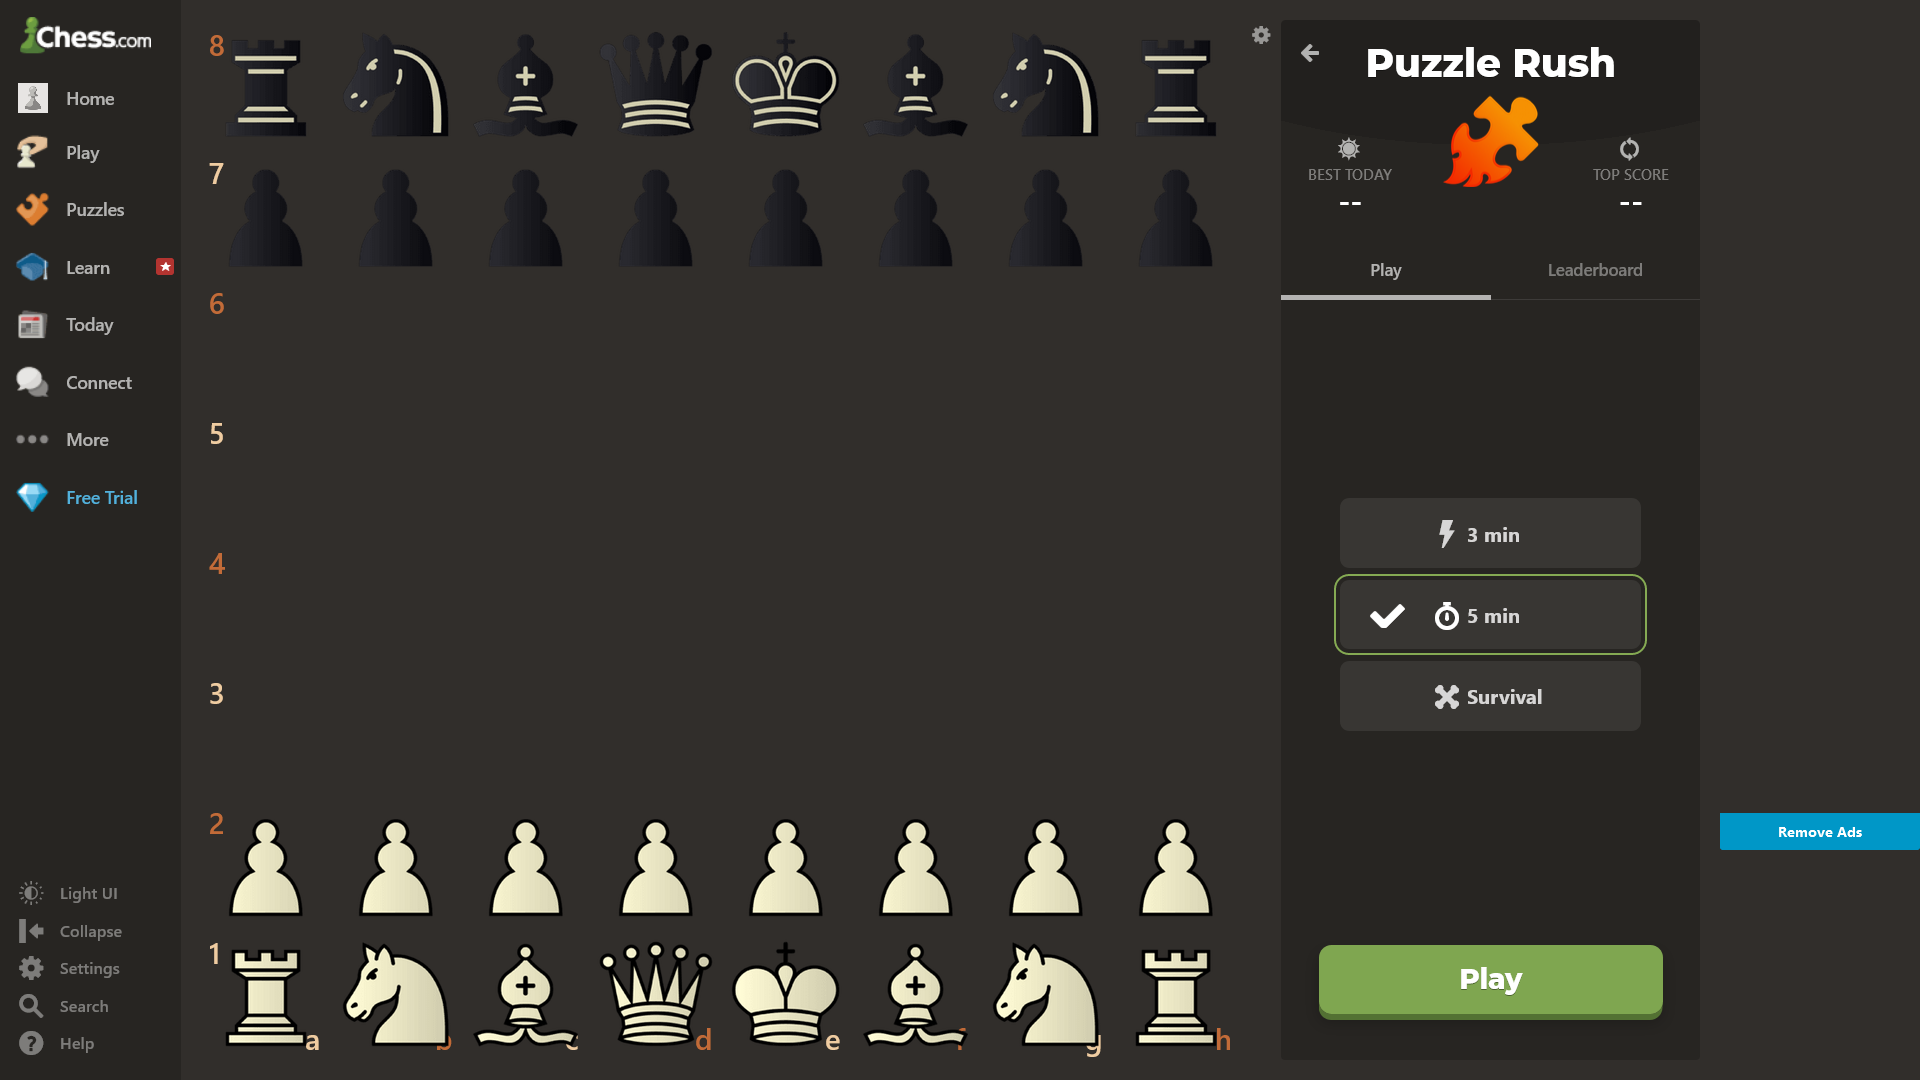 Chess.com
Home
Play
Puzzles
Learn
Today
Connect
More
Free Trial
Light UI
Collapse
Settings
Search
Help
8
7
6
5
4
3
2
1
a b c d e f g h
Puzzle Rush
BEST TODAY
--
TOP SCORE
--
Play Leaderboard
3 min
5 min
Survival
Play
Remove Ads